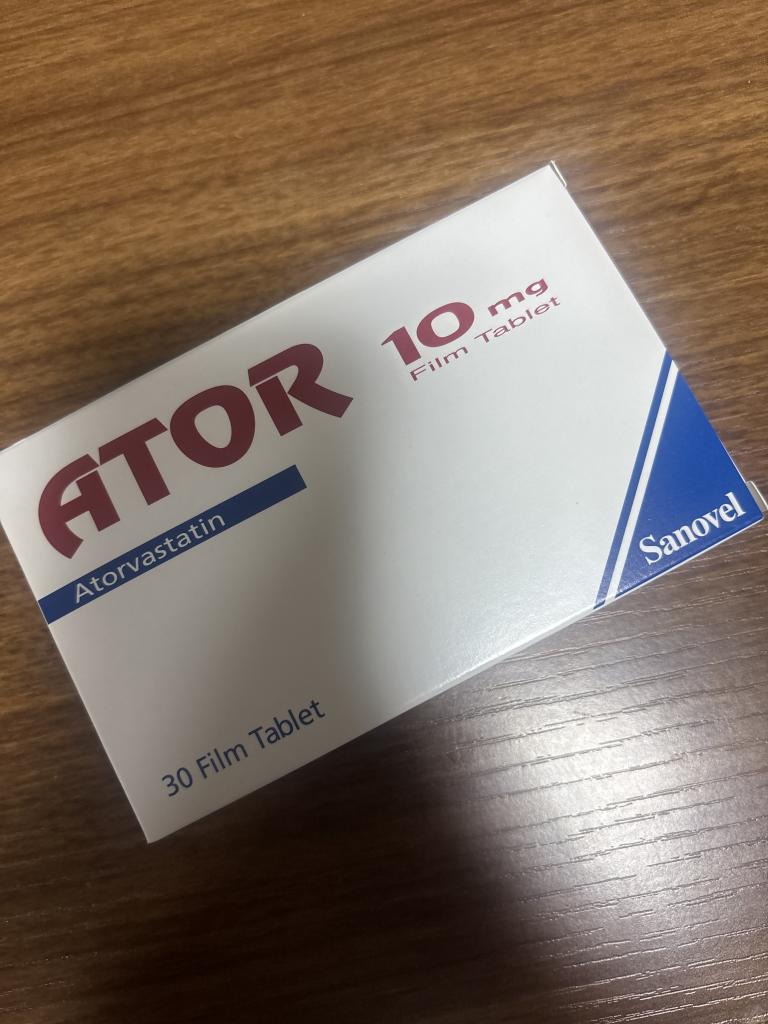 ATOR
10 mg
Film Tablet
Atorvastatin
Sanovel
30 Film Tablet